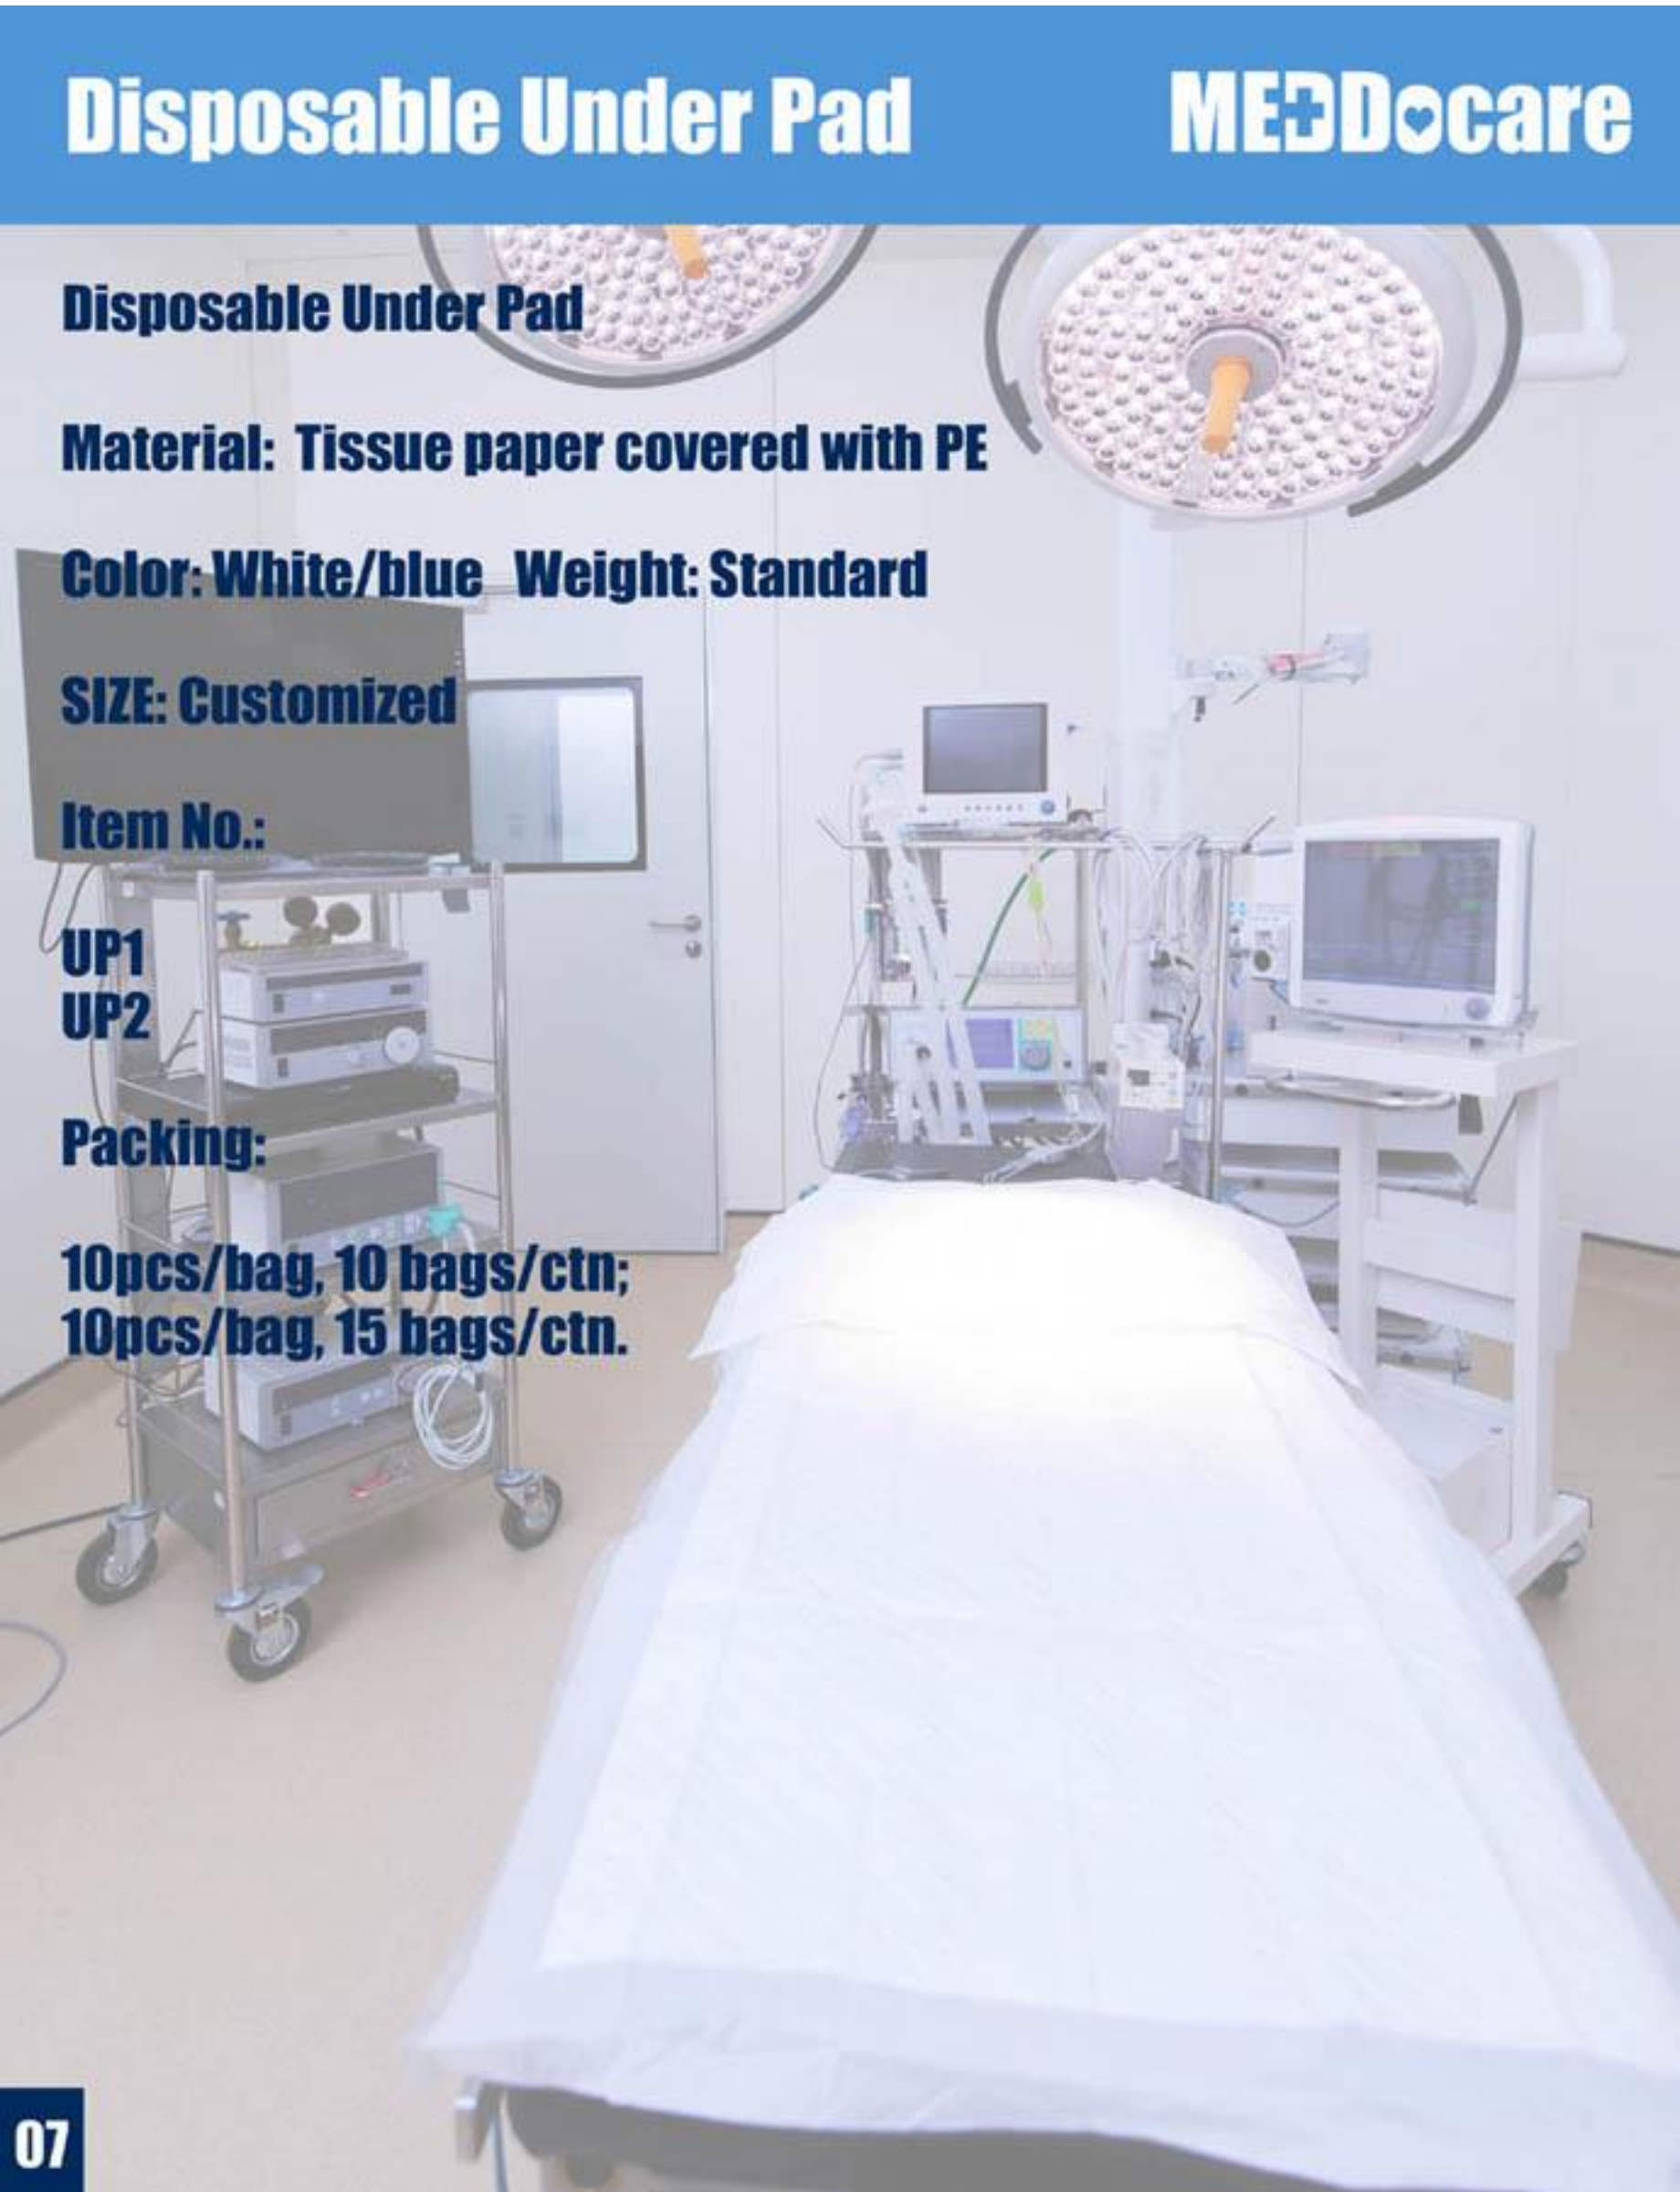 Disposable Under Pad
MEDDocare
Disposable Under Pad
Material: Tissue paper covered with PE
Color: White/blue Weight: Standard
SIZE: Customized
Item No.:
UP1
UP2
Packing:
10pcs/bag, 10 bags/ctn;
10pcs/bag, 15 bags/ctn.
07